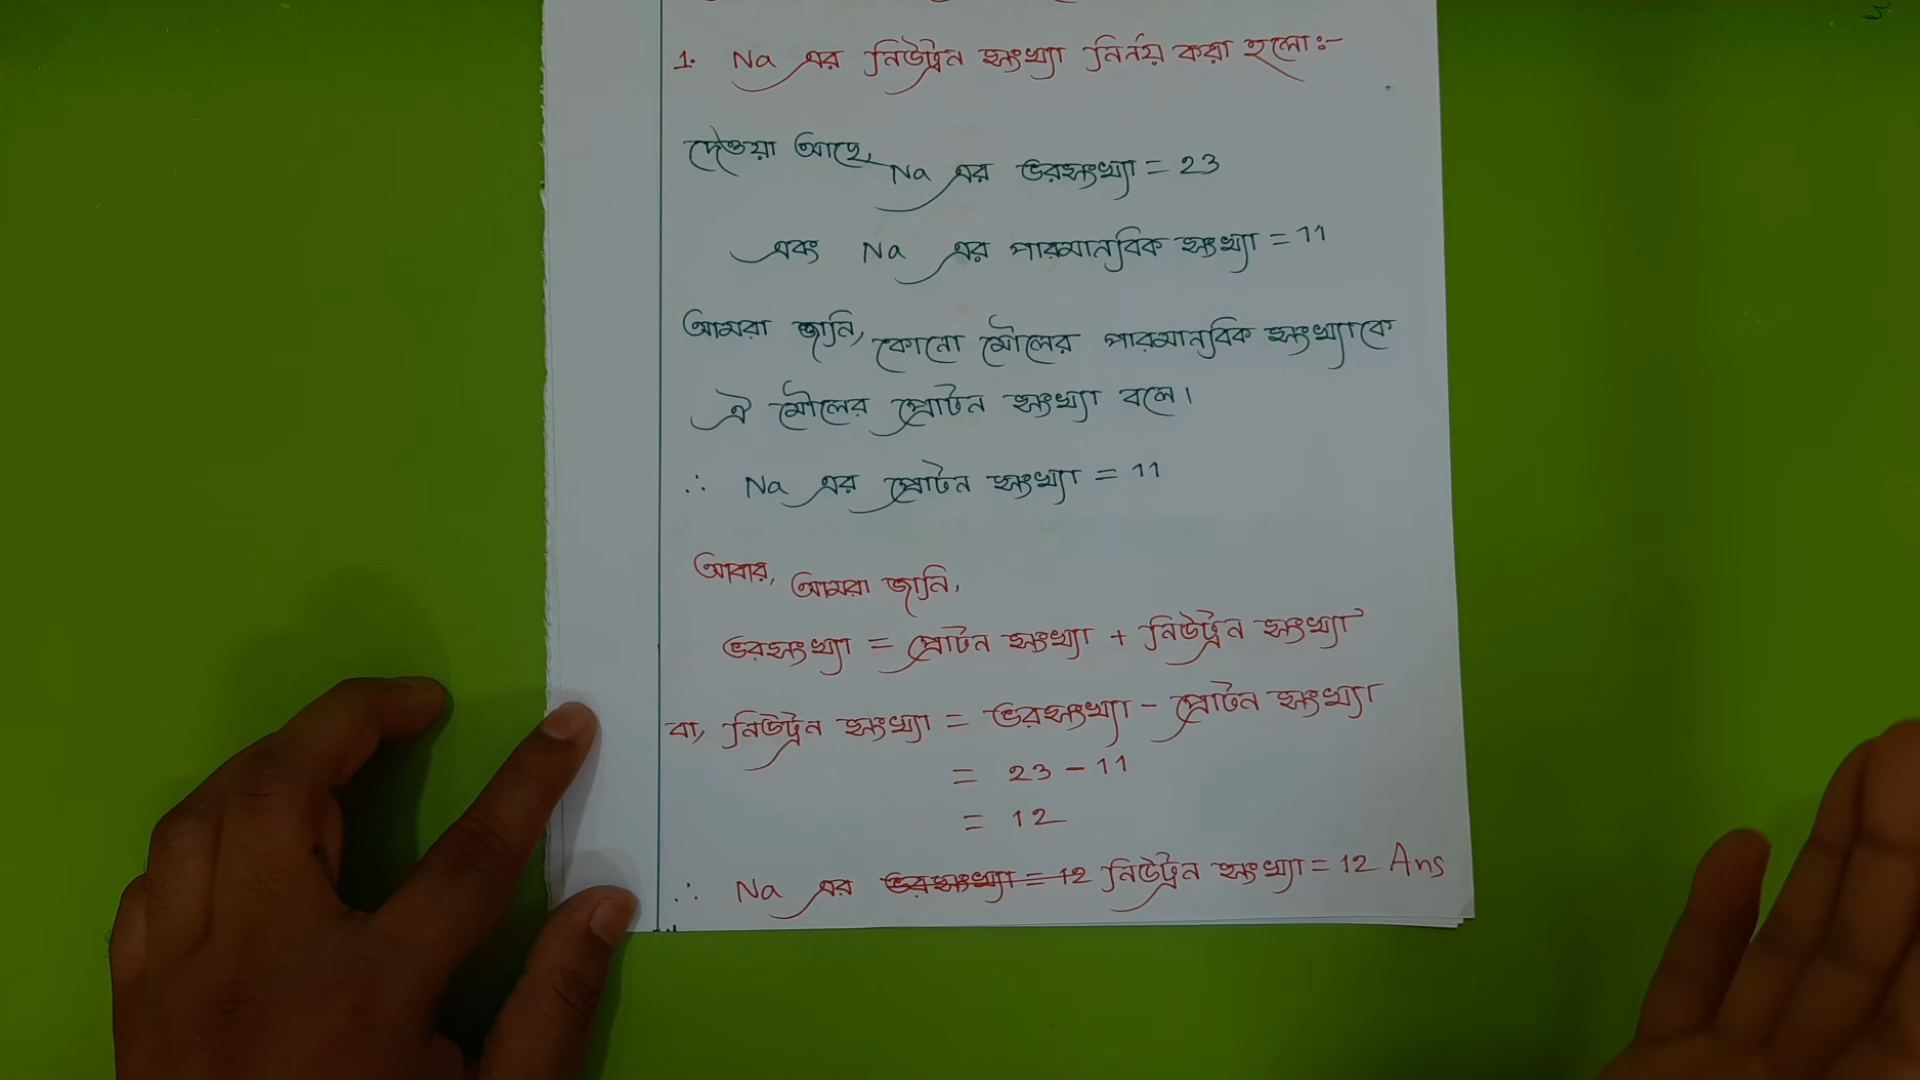 1. Na এর নিউট্রন সংখ্যা নির্নয় করা হলোঃ-
দেওয়া আছে, Na এর ভরসংখ্যা = 23
এবং Na এর পারমানবিক সংখ্যা = 11
আমরা জানি, কোনো মৌলের পারমানবিক সংখ্যাকে
ঐ মৌলের প্রোটন সংখ্যা বলে।
∴ Na এর প্রোটন সংখ্যা = 11
আবার, আমরা জানি,
ভরসংখ্যা = প্রোটন সংখ্যা + নিউট্রন সংখ্যা
বা, নিউট্রন সংখ্যা = ভরসংখ্যা - প্রোটন সংখ্যা
= 23 - 11
= 12
∴ Na এর ভরসংখ্যা = 12 নিউট্রন সংখ্যা = 12 Ans